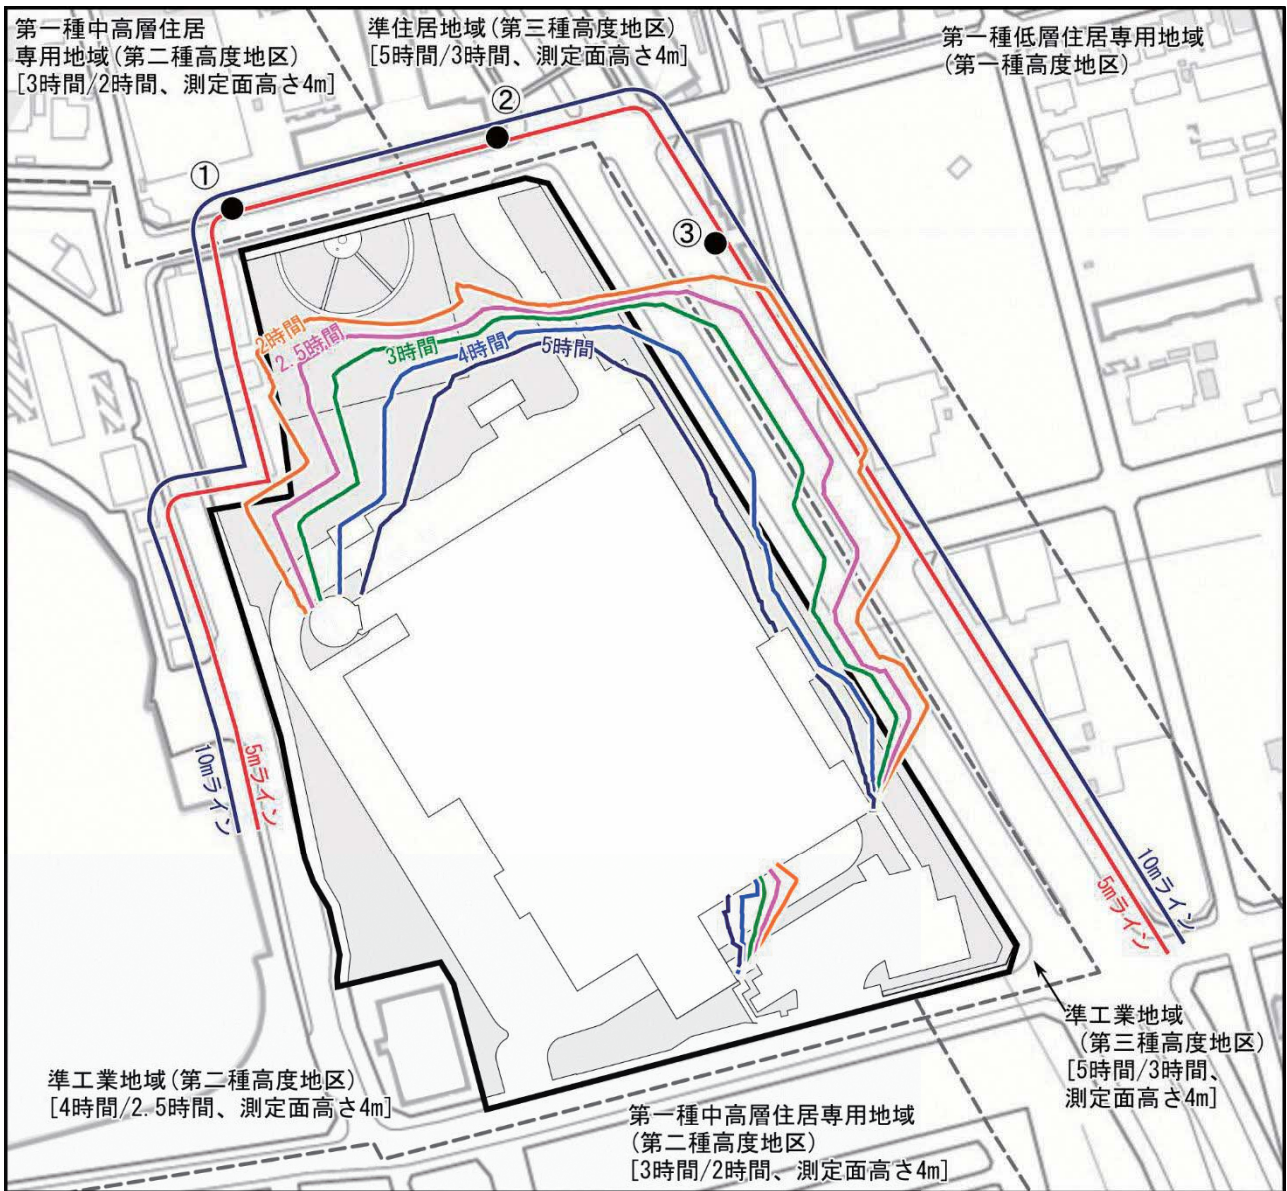 第一種中高層住居
専用地域(第二種高度地区)
[3時間/2時間、測定面高さ4m]
準住居地域(第三種高度地区)
[5時間/3時間、測定面高さ4m]
第一種低層住居専用地域
(第一種高度地区)
①
②
③
2時間
2.5時間
3時間
4時間
5時間
10mライン
5mライン
10mライン
5mライン
準工業地域
(第三種高度地区)
[5時間/3時間、
測定面高さ4m]
準工業地域(第二種高度地区)
[4時間/2.5時間、測定面高さ4m]
第一種中高層住居専用地域
(第二種高度地区)
[3時間/2時間、測定面高さ4m]